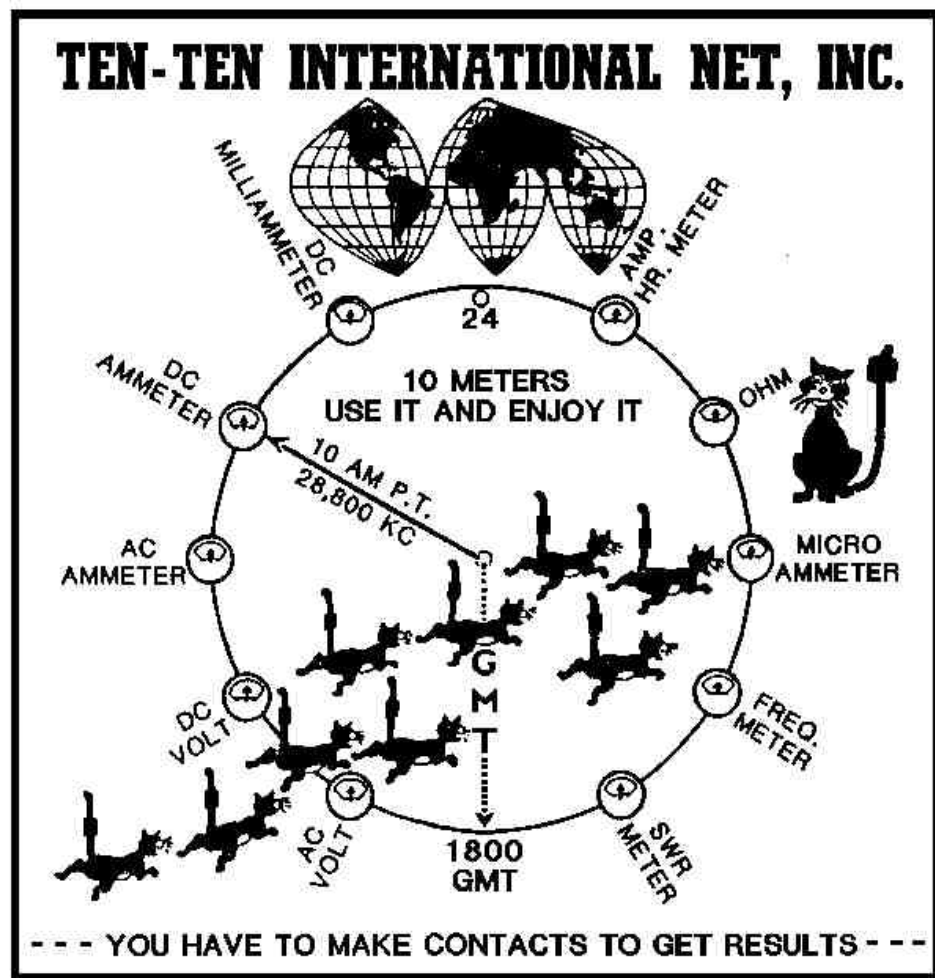 TEN-TEN INTERNATIONAL NET, INC.
DC
MILLIAMMETER
AMP.
HR. METER
24
DC
AMMETER
OHM
10 METERS
USE IT AND ENJOY IT
10 AM P.T.
28,800 KC
AC
AMMETER
MICRO
AMMETER
GMT
DC
VOLT
FREQ.
METER
AC
VOLT
SWR
METER
1800
GMT
- - - YOU HAVE TO MAKE CONTACTS TO GET RESULTS - - -